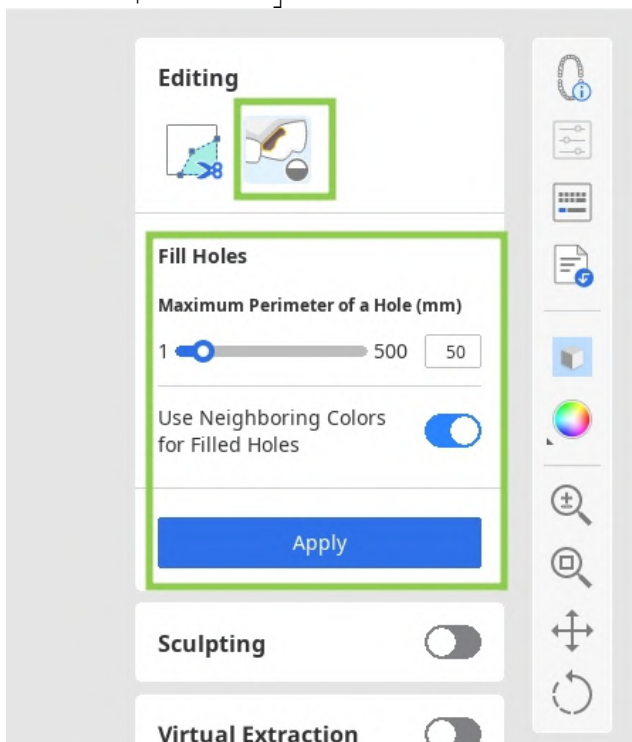 Editing
Fill Holes
Maximum Perimeter of a Hole (mm)
1 500 50
Use Neighboring Colors
for Filled Holes
Apply
Sculpting
Virtual Extraction